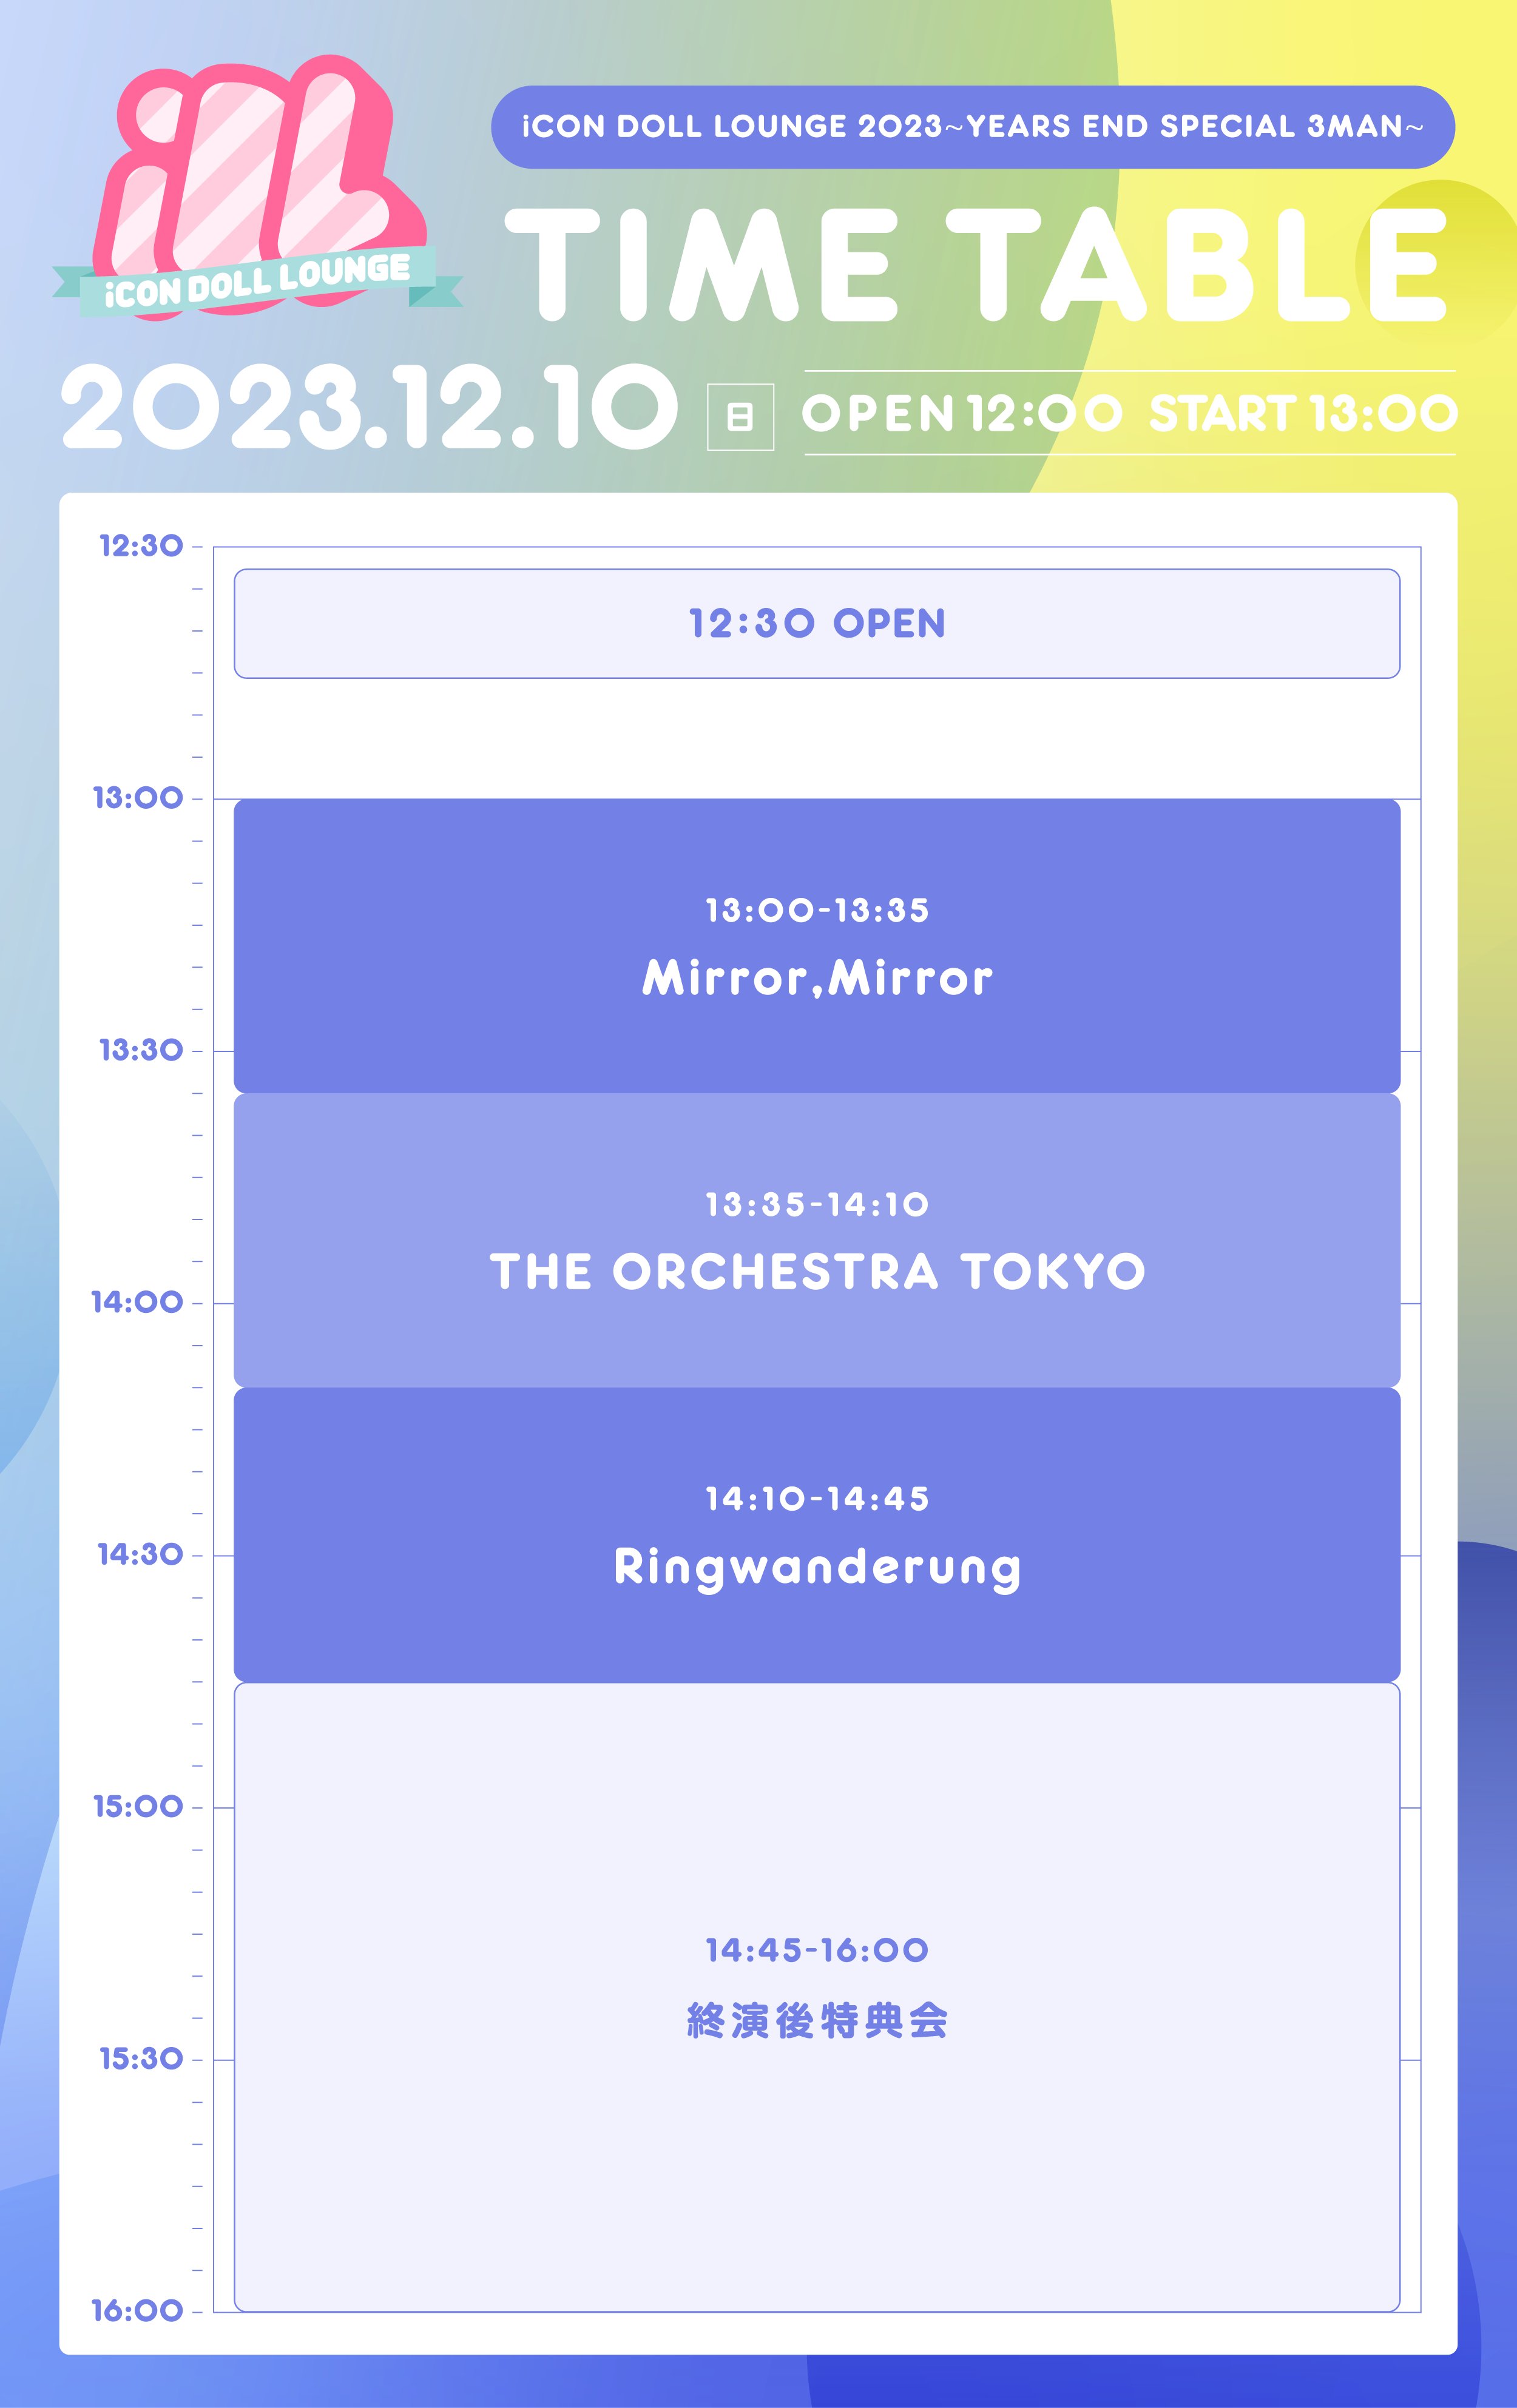 iCON DOLL LOUNGE
iCON DOLL LOUNGE 2023~YEARS END SPECIAL 3MAN~
TIME TABLE
2023.12.10 日 OPEN 12:00 START 13:00
12:30
12:30 OPEN
13:00
13:00-13:35
Mirror,Mirror
13:30
13:35-14:10
THE ORCHESTRA TOKYO
14:00
14:10-14:45
Ringwanderung
14:30
15:00
14:45-16:00
終演後特典会
15:30
16:00